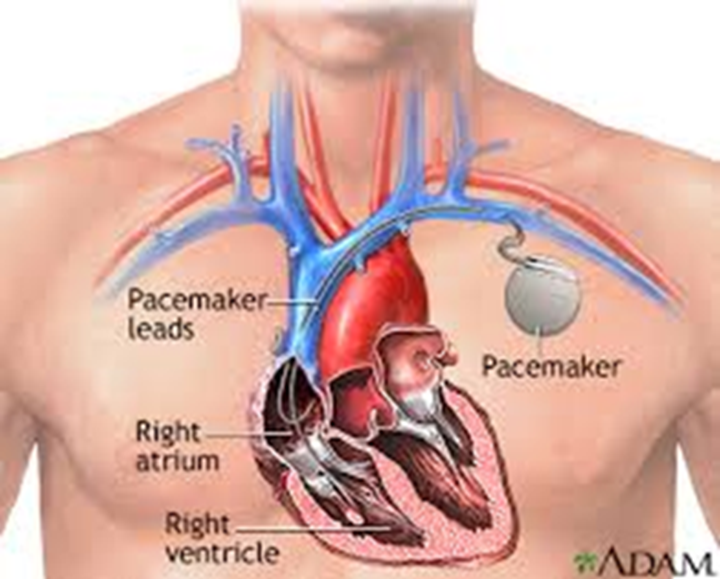 Pacemaker
leads
Pacemaker
Right
atrium
Right
ventricle
ADAM